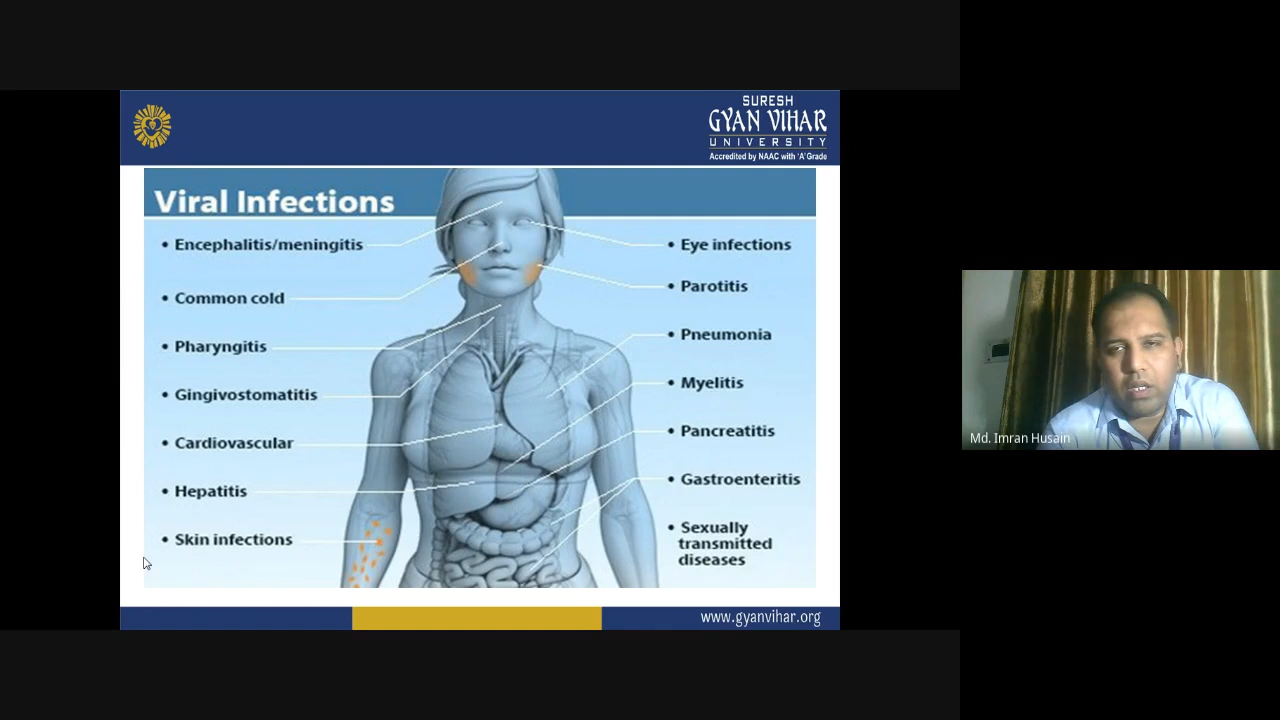 SURESH
GYAN VIHAR
UNIVERSITY
Accredited by NAAC with 'A' Grade
Viral Infections
• Encephalitis/meningitis
• Common cold
• Pharyngitis
• Gingivostomatitis
• Cardiovascular
• Hepatitis
• Skin infections
• Eye infections
• Parotitis
• Pneumonia
• Myelitis
• Pancreatitis
• Gastroenteritis
• Sexually
transmitted
diseases
www.gyanvihar.org
Md. Imran Husain